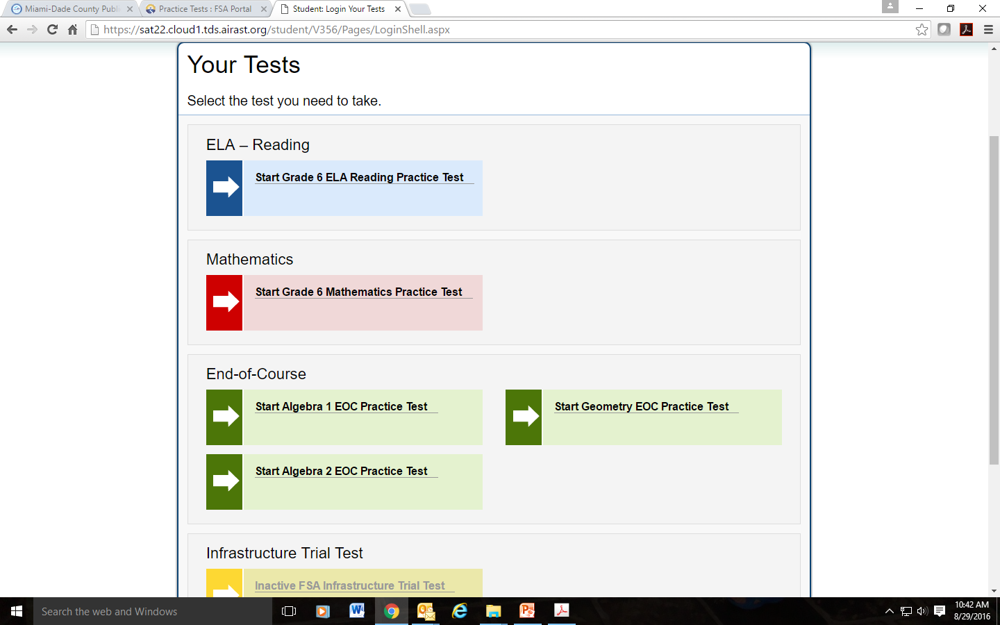 Miami-Dade County Publi
Practice Tests : FSA Portal
Student: Login Your Tests
https://sat22.cloud1.tds.airast.org/student/V356/Pages/LoginShell.aspx
Your Tests
Select the test you need to take.
ELA – Reading
Start Grade 6 ELA Reading Practice Test
Mathematics
Start Grade 6 Mathematics Practice Test
End-of-Course
Start Algebra 1 EOC Practice Test
Start Geometry EOC Practice Test
Start Algebra 2 EOC Practice Test
Infrastructure Trial Test
Inactive FSA Infrastructure Trial Test
Search the web and Windows
10:42 AM
8/29/2016